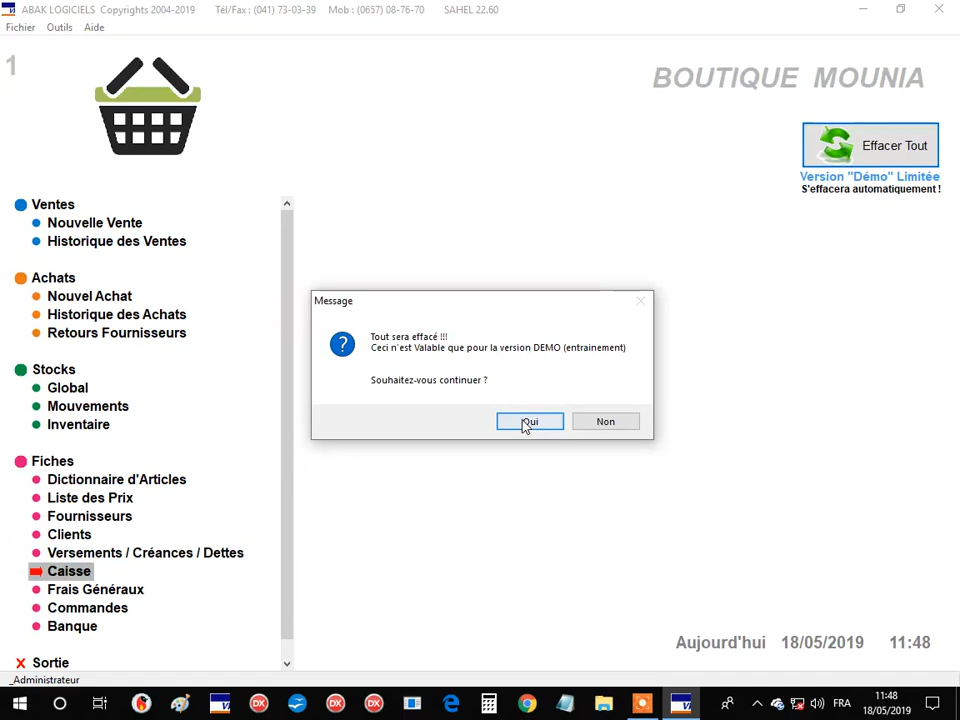 ABAK LOGICIELS Copyrights 2004-2019 Tél/Fax : (041) 73-03-39 Mob : (0657) 08-76-70 SAHEL 22.60
Fichier Outils Aide
1
BOUTIQUE MOUNIA
Effacer Tout
Version "Démo" Limitée
S'effacera automatiquement !
Ventes
Nouvelle Vente
Historique des Ventes
Achats
Nouvel Achat
Historique des Achats
Retours Fournisseurs
Stocks
Global
Mouvements
Inventaire
Fiches
Dictionnaire d'Articles
Liste des Prix
Fournisseurs
Clients
Versements / Créances / Dettes
Caisse
Frais Généraux
Commandes
Banque
Sortie
Message
Tout sera effacé !!!
Ceci n'est Valable que pour la version DEMO (entrainement)
Souhaitez-vous continuer ?
Oui Non
Aujourd'hui 18/05/2019 11:48
_Administrateur
DX DX DX
FRA
11:48
18/05/2019